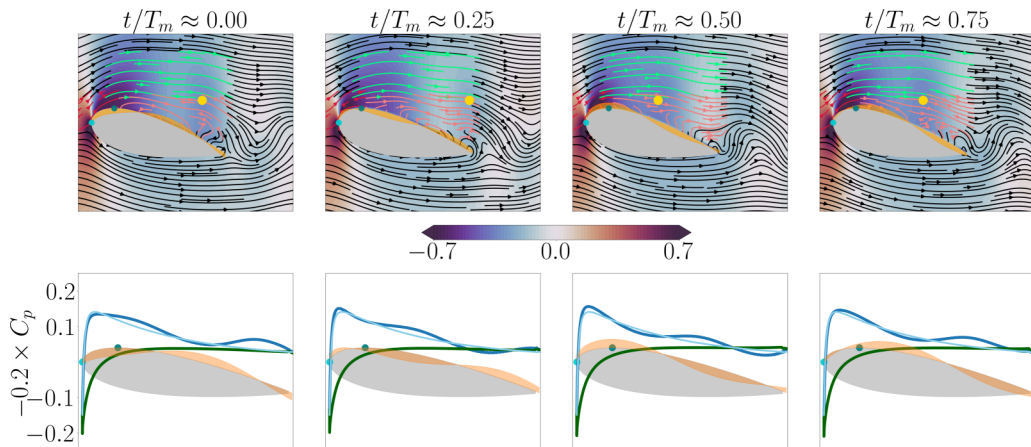 t/T_m ≈ 0.00
t/T_m ≈ 0.25
t/T_m ≈ 0.50
t/T_m ≈ 0.75
−0.7
0.0
0.7
−0.2 × C_p
0.2
0.1
−0.1
−0.2